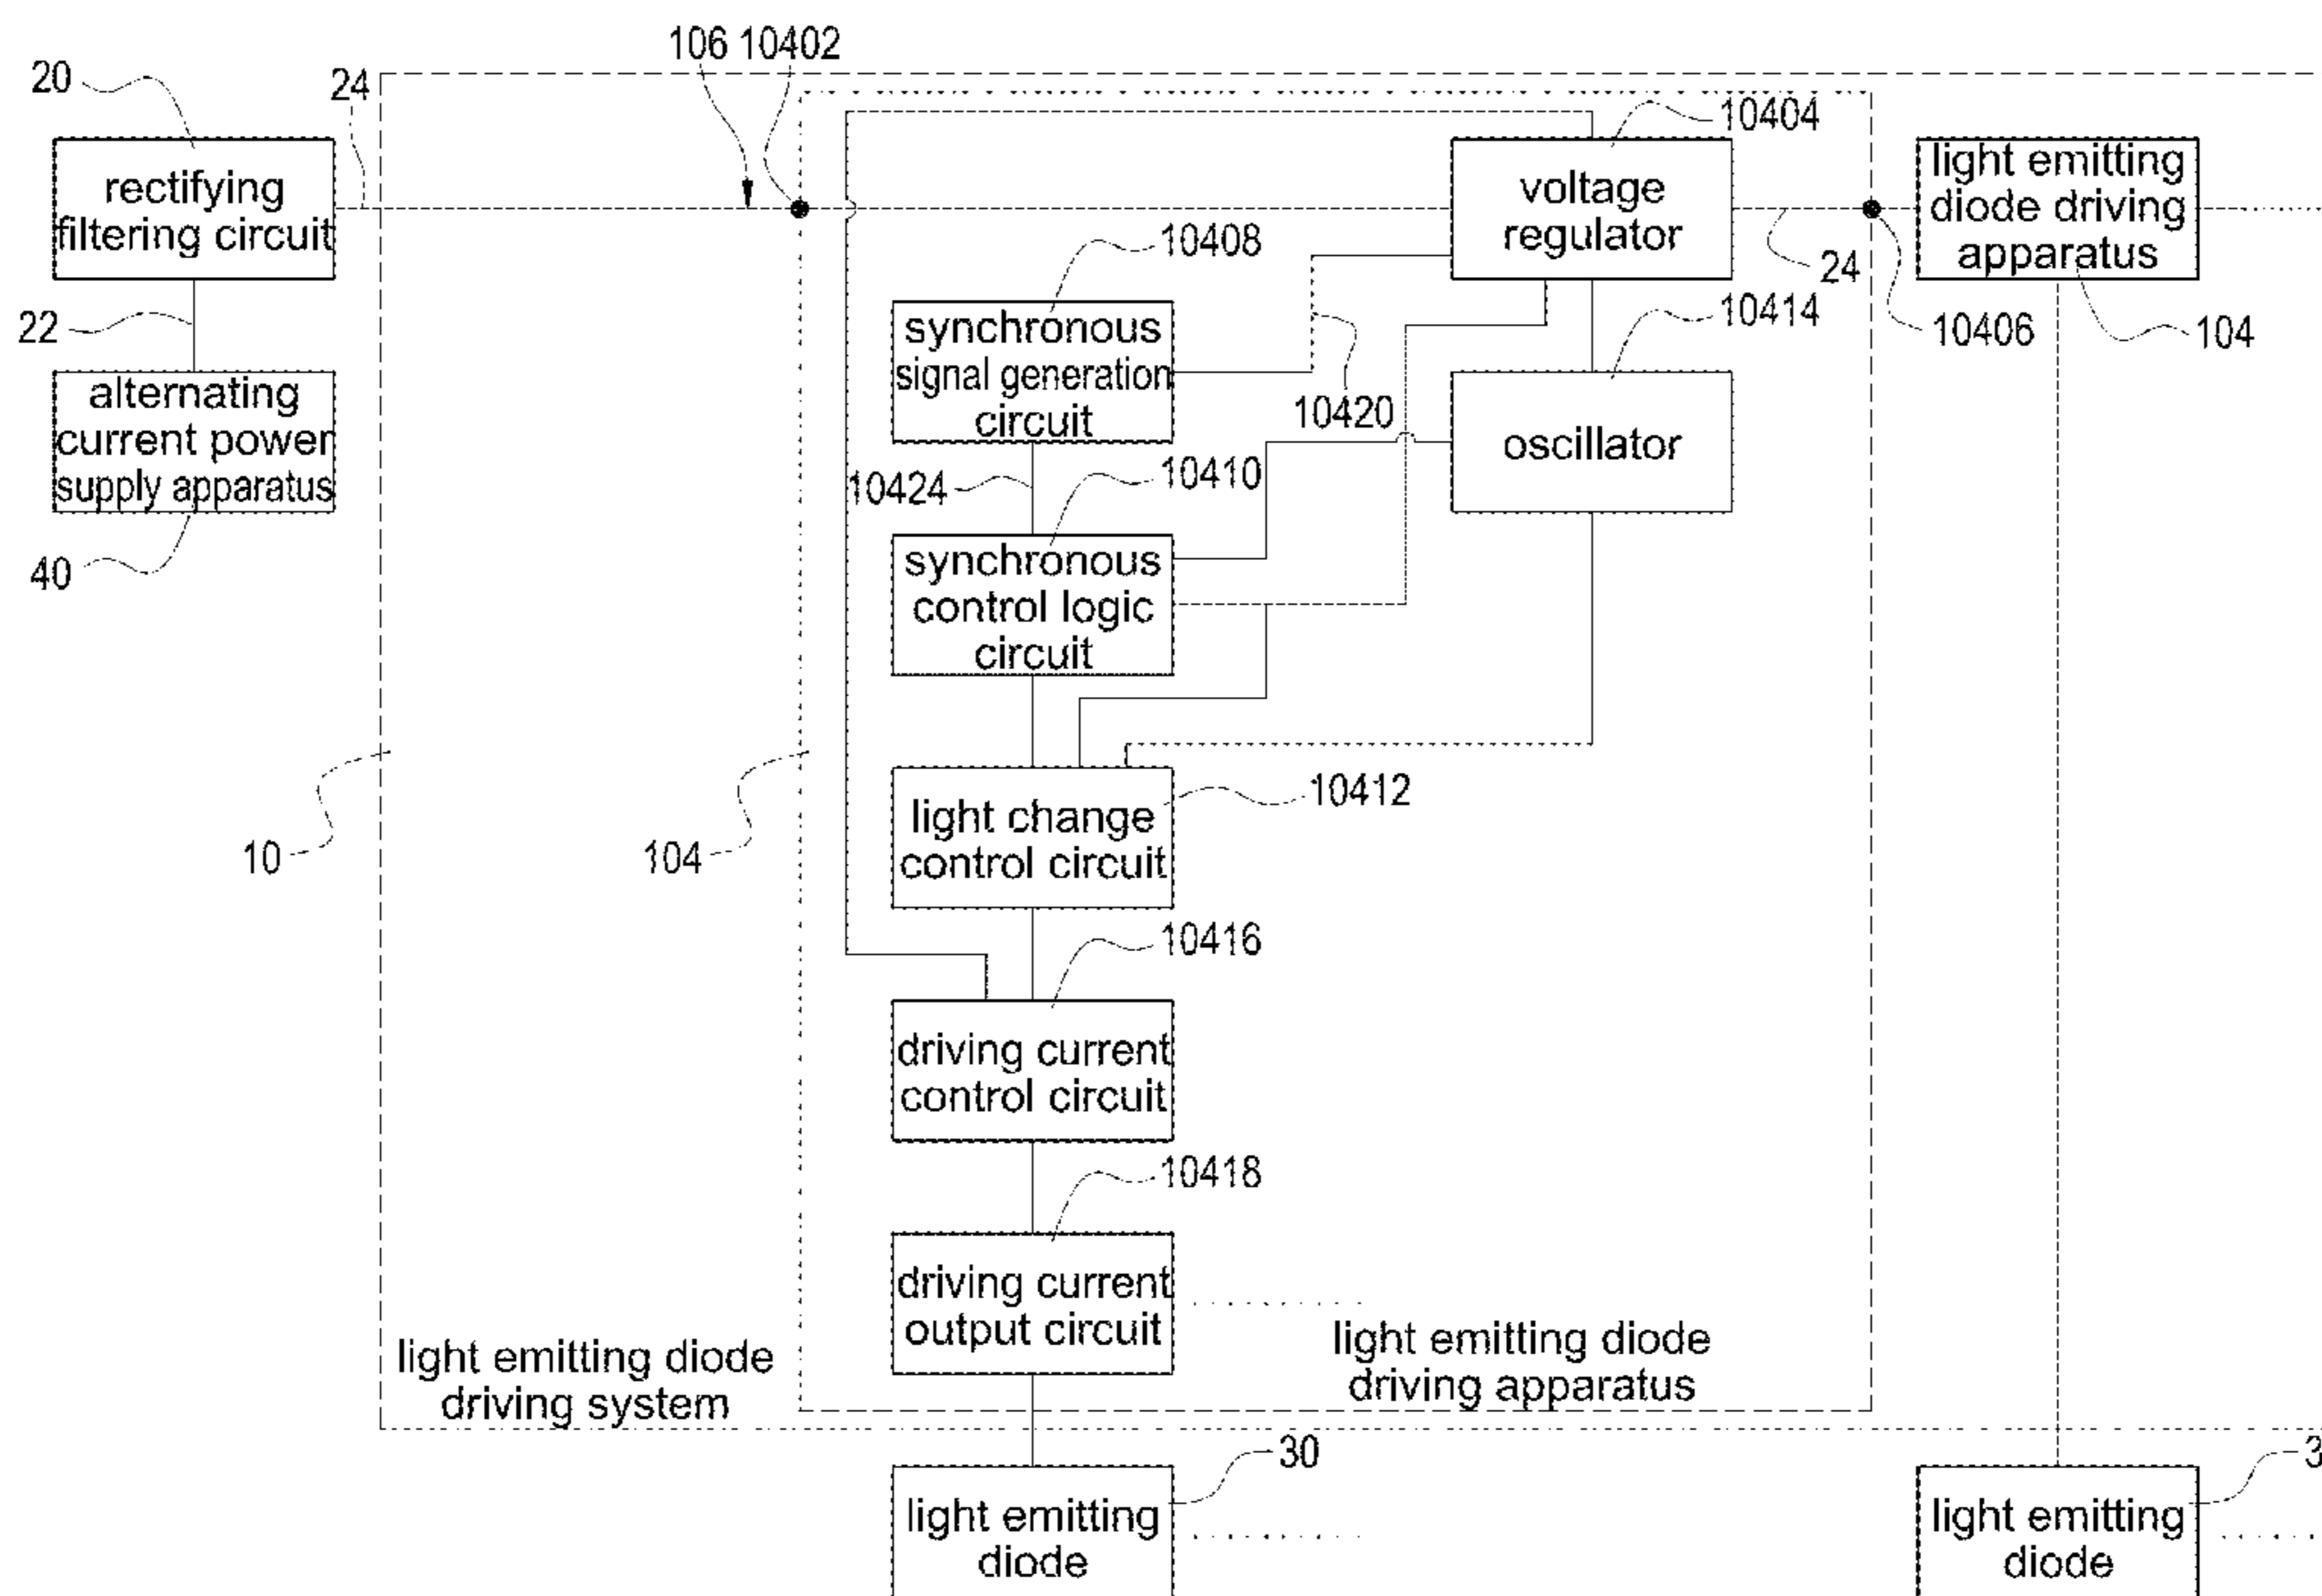 106 10402
20
24
10404
rectifying
filtering circuit
voltage
regulator
light emitting
diode driving
apparatus
10408
24
10414
22
10406
104
synchronous
signal generation
circuit
10420
alternating
current power
supply apparatus
oscillator
10424
10410
40
synchronous
control logic
circuit
10412
light change
control circuit
10
104
10416
driving current
control circuit
10418
driving current
output circuit
light emitting diode
driving system
light emitting diode
driving apparatus
30
3
light emitting
diode
light emitting
diode